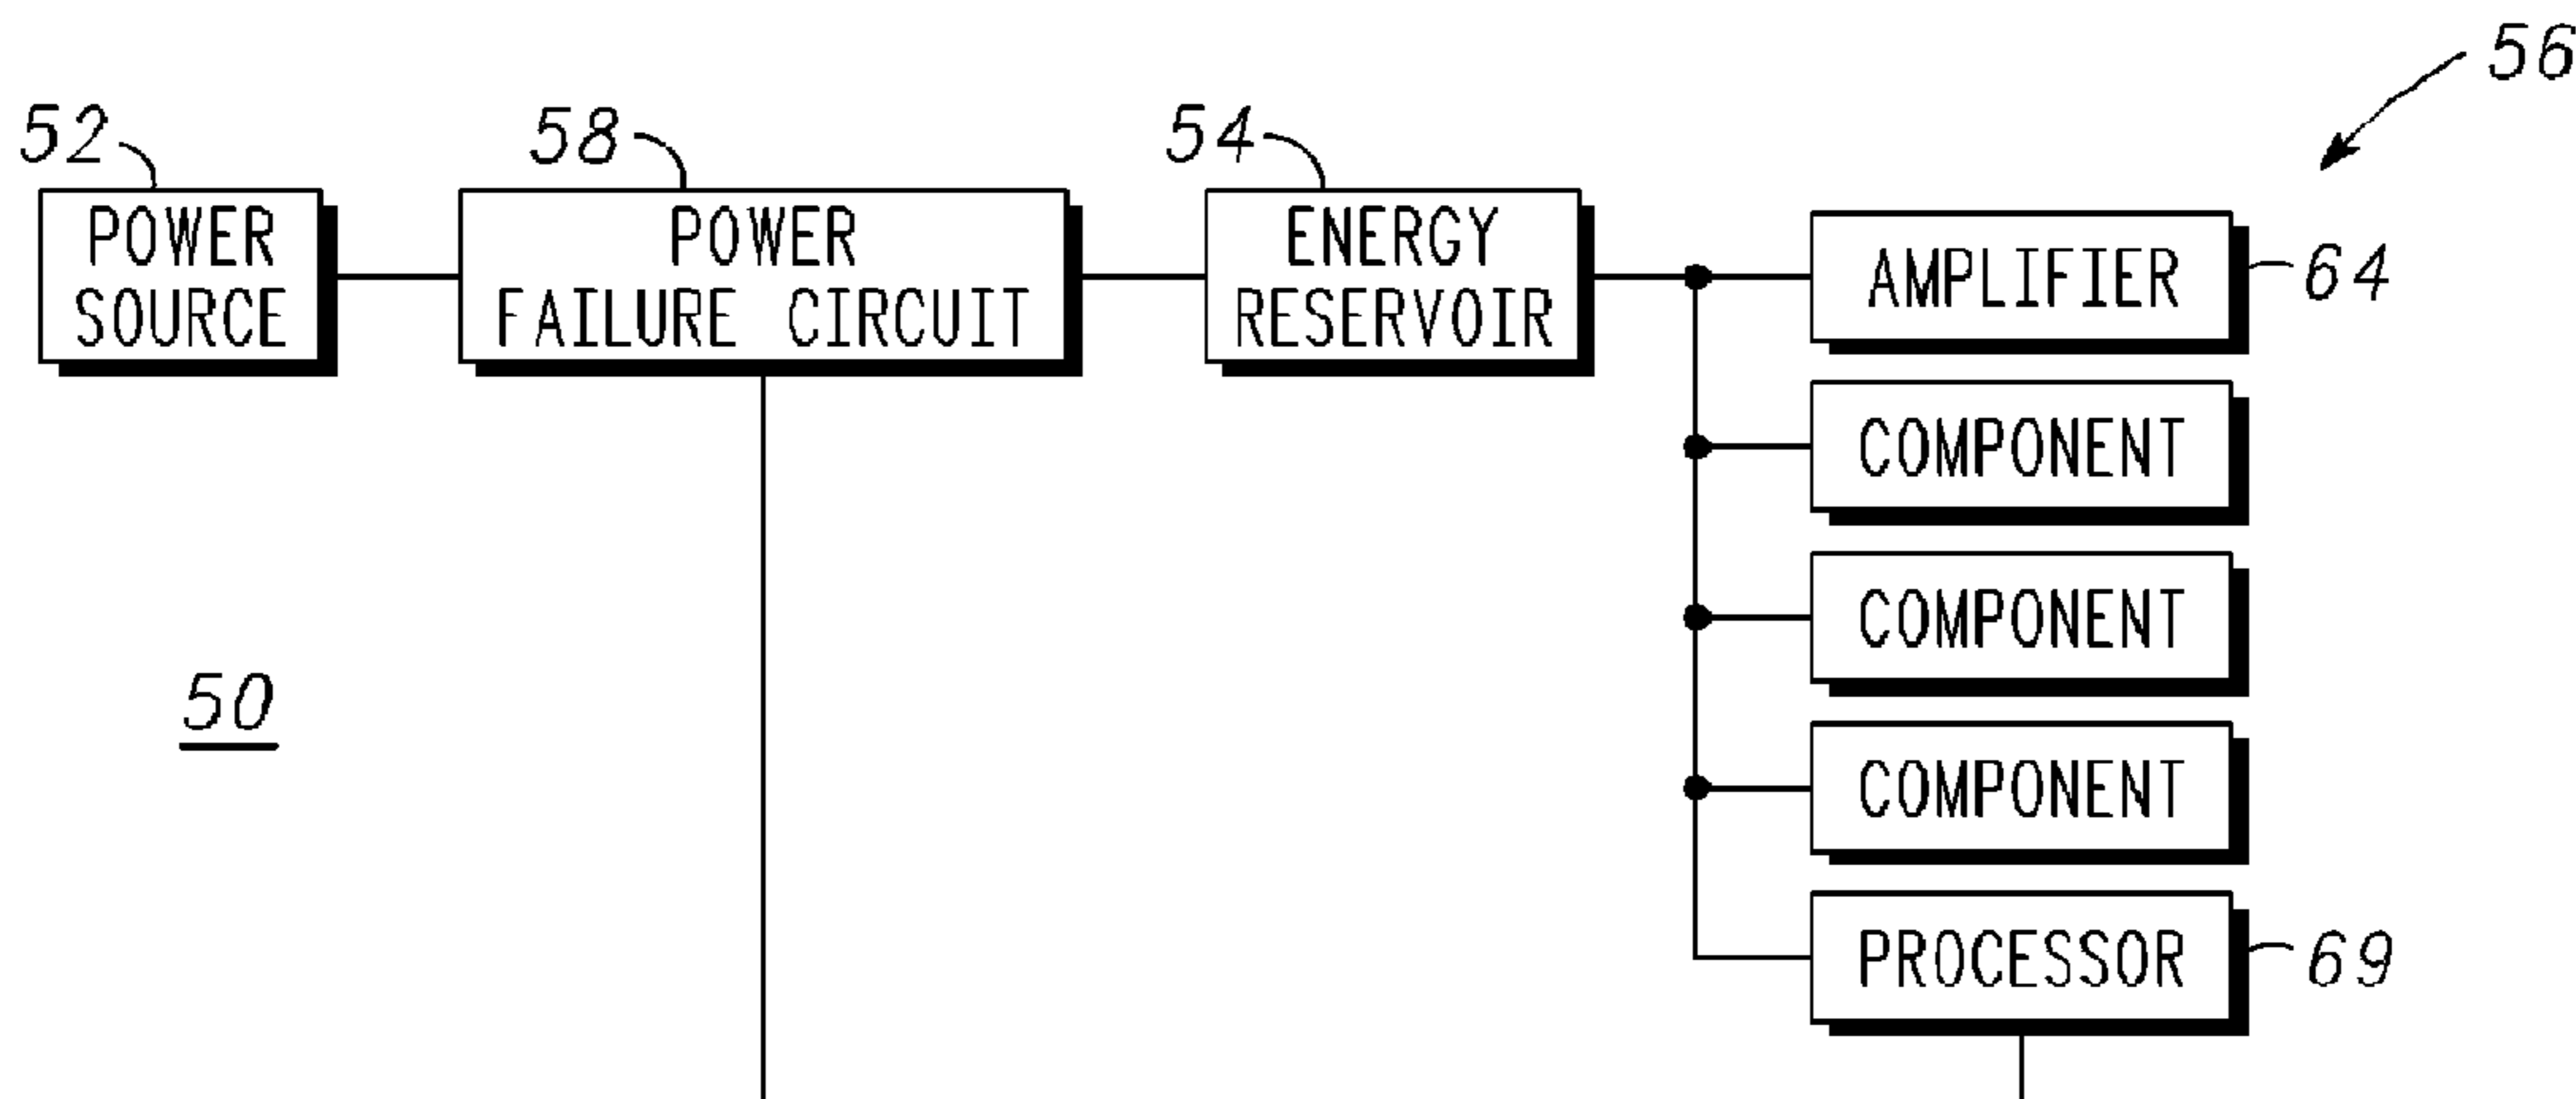 56
52
58
54
POWER
SOURCE
POWER
FAILURE CIRCUIT
ENERGY
RESERVOIR
AMPLIFIER
64
COMPONENT
COMPONENT
50
COMPONENT
PROCESSOR
69